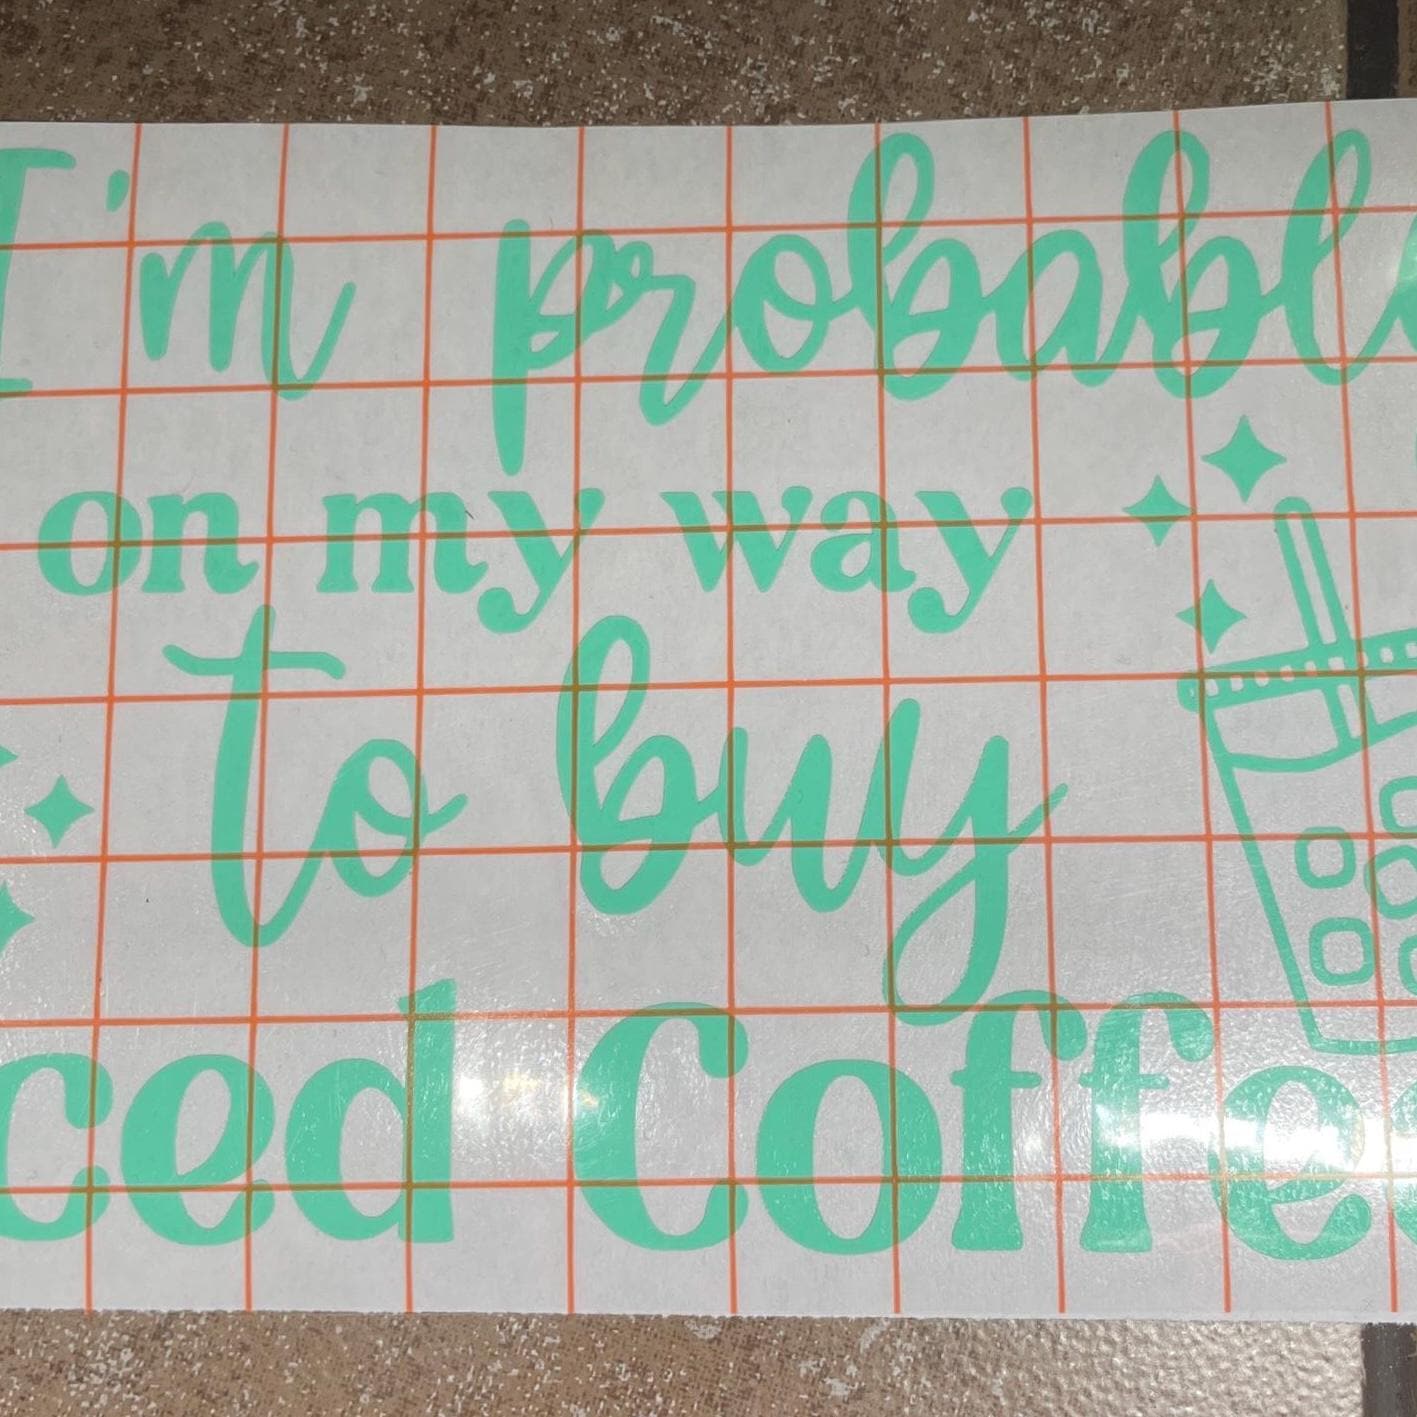 I'm probabl
on my way
to buy
ced Coffe